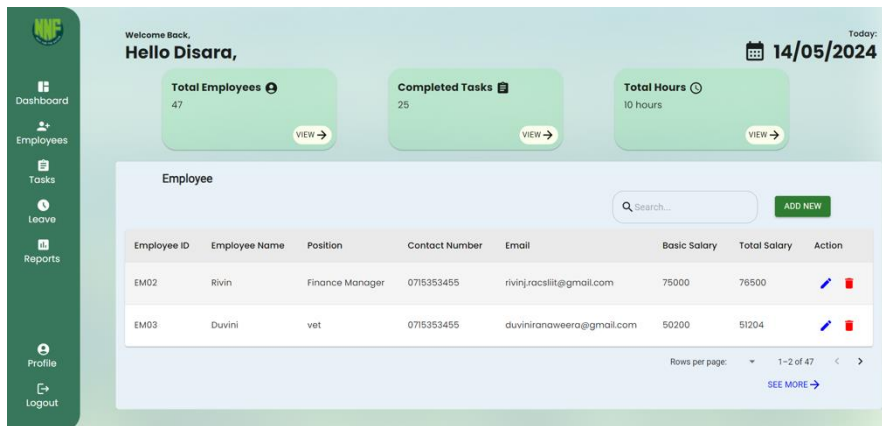 NNF
Dashboard
Employees
Tasks
Leave
Reports
Profile
Logout
Welcome Back,
Hello Disara,
Today:
14/05/2024
Total Employees
47
VIEW
Completed Tasks
25
VIEW
Total Hours
10 hours
VIEW
Employee
Search...
ADD NEW
Employee ID Employee Name Position Contact Number Email Basic Salary Total Salary Action
EM02 Rivin Finance Manager 0715353455 rivinj.racsliit@gmail.com 75000 76500
EM03 Duvini vet 0715353455 duviniranaweera@gmail.com 50200 51204
Rows per page: 1–2 of 47
SEE MORE